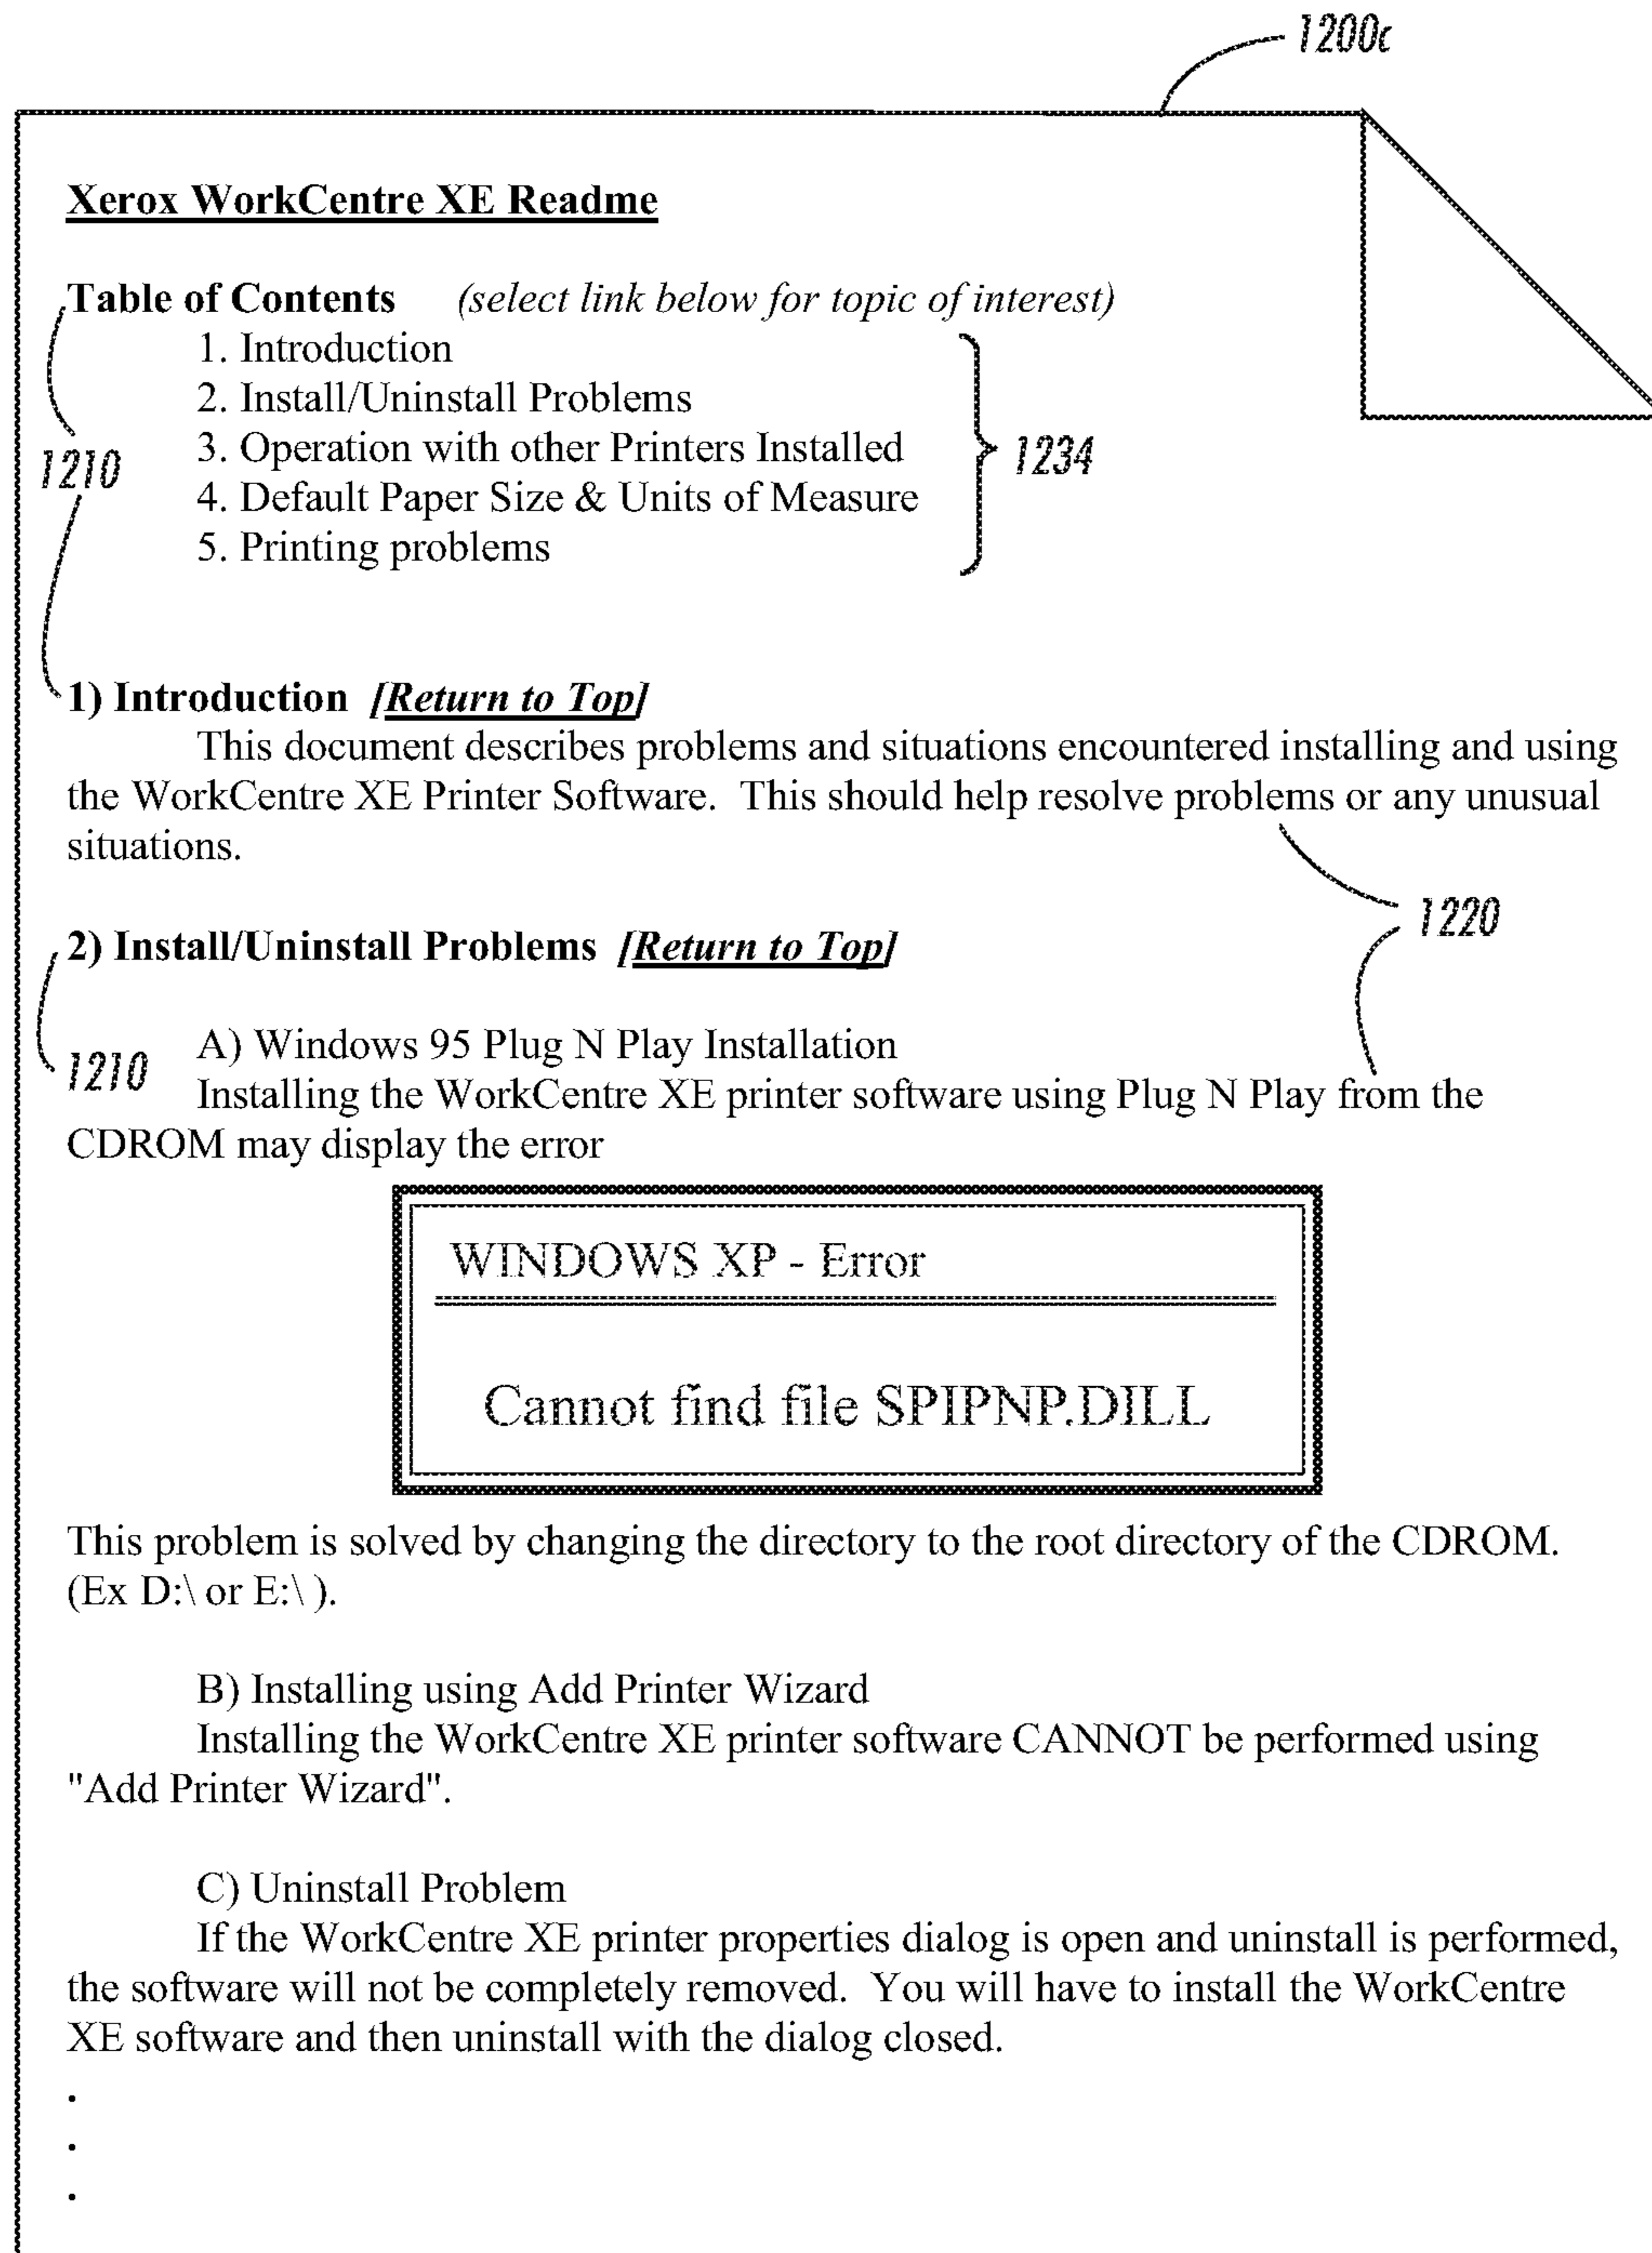 1200c
Xerox WorkCentre XE Readme
Table of Contents (select link below for topic of interest)
1. Introduction
2. Install/Uninstall Problems
3. Operation with other Printers Installed
4. Default Paper Size & Units of Measure
5. Printing problems
1234
1210
1) Introduction [Return to Top]
This document describes problems and situations encountered installing and using
the WorkCentre XE Printer Software. This should help resolve problems or any unusual
situations.
1220
2) Install/Uninstall Problems [Return to Top]
1210
A) Windows 95 Plug N Play Installation
Installing the WorkCentre XE printer software using Plug N Play from the
CDROM may display the error
WINDOWS XP - Error
Cannot find file SPIPNP.DILL
This problem is solved by changing the directory to the root directory of the CDROM.
(Ex D:\ or E:\ ).
B) Installing using Add Printer Wizard
Installing the WorkCentre XE printer software CANNOT be performed using
"Add Printer Wizard".
C) Uninstall Problem
If the WorkCentre XE printer properties dialog is open and uninstall is performed,
the software will not be completely removed. You will have to install the WorkCentre
XE software and then uninstall with the dialog closed.
.
.
.